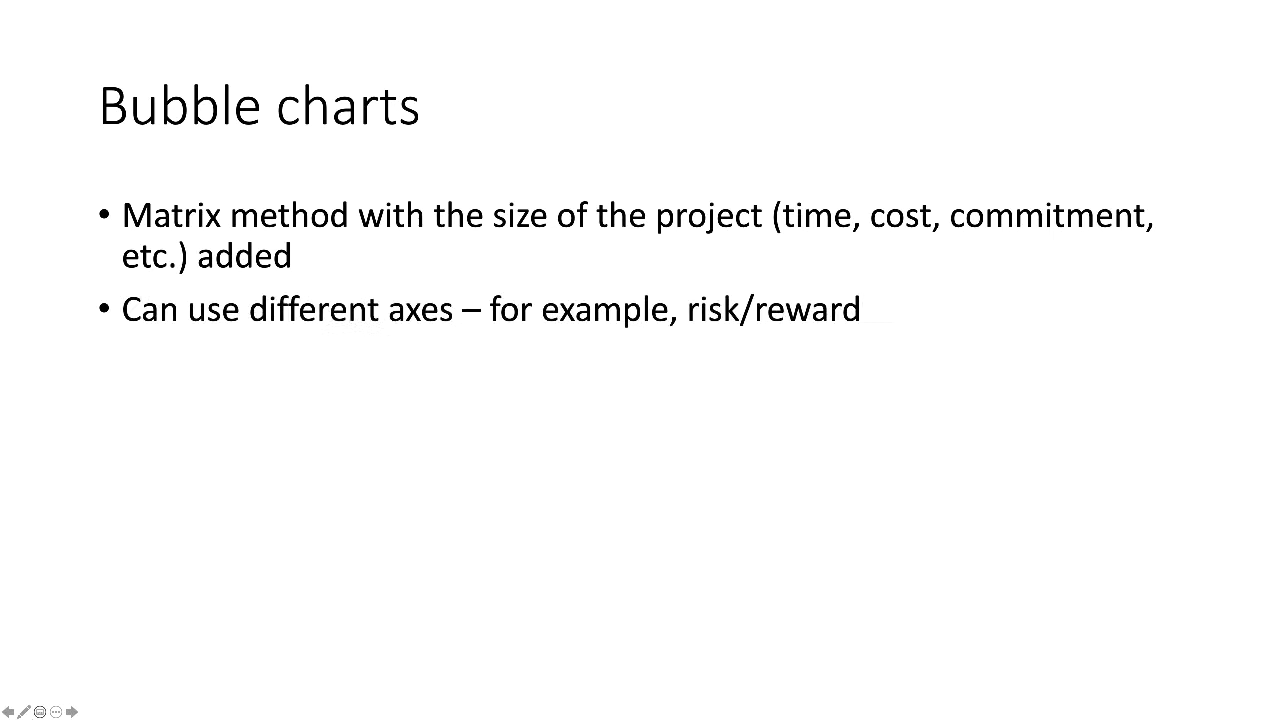 Bubble charts
• Matrix method with the size of the project (time, cost, commitment,
etc.) added
• Can use different axes – for example, risk/reward